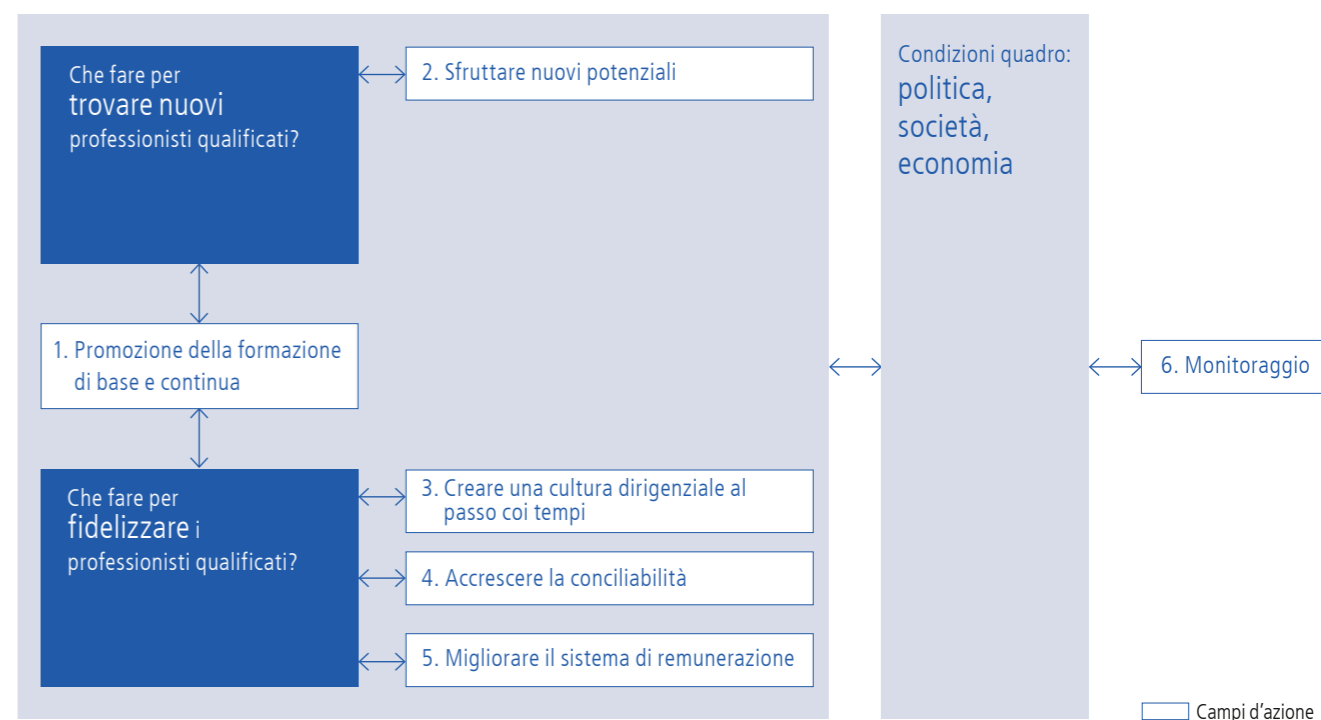 Che fare per
trovare nuovi
professionisti qualificati?
2. Sfruttare nuovi potenziali
1. Promozione della formazione
di base e continua
Che fare per
fidelizzare i
professionisti qualificati?
3. Creare una cultura dirigenziale al
passo coi tempi
4. Accrescere la conciliabilità
5. Migliorare il sistema di remunerazione
Condizioni quadro:
politica,
società,
economia
6. Monitoraggio
Campi d'azione